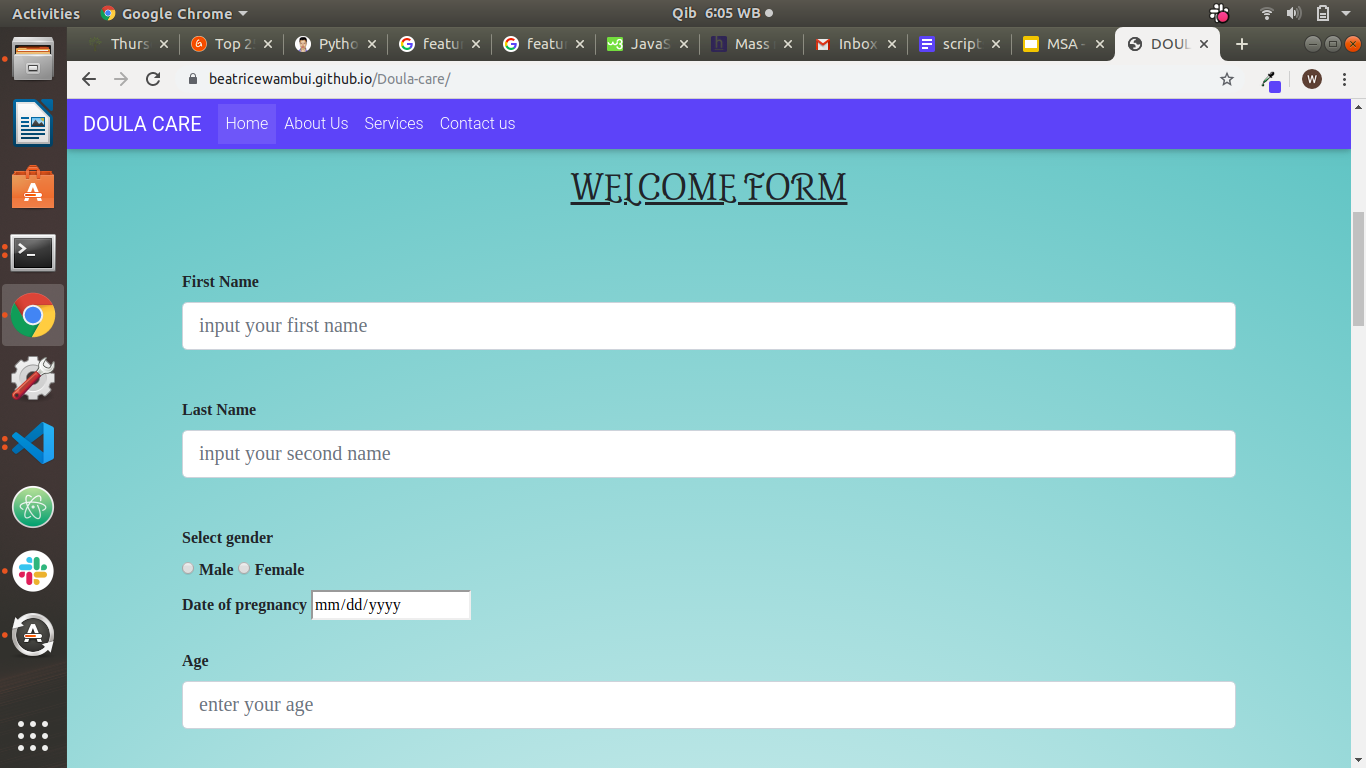 Activities Google Chrome Qib 6:05 WB
Thurs Top 2 Pytho featu featu JavaS Mass Inbox script MSA - DOUL
beatricewambui.github.io/Doula-care/ W
DOULA CARE Home About Us Services Contact us
WELCOME FORM
First Name
input your first name
Last Name
input your second name
Select gender
Male Female
Date of pregnancy mm/dd/yyyy
Age
enter your age